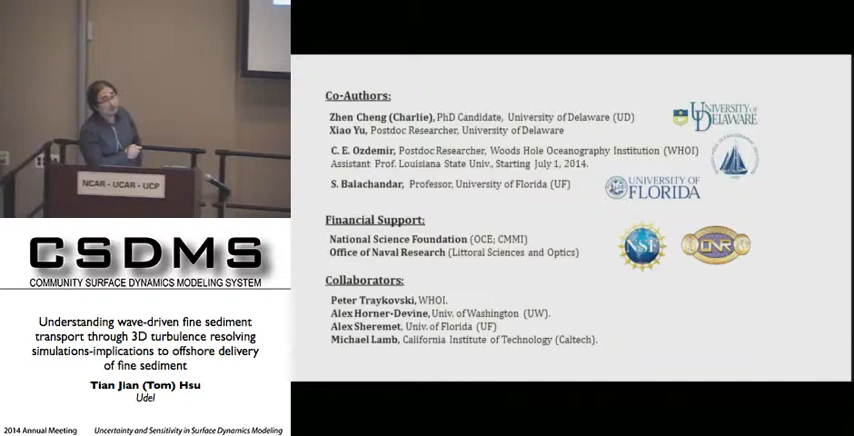 NCAR - UCAR - UCP
CSDMS
COMMUNITY SURFACE DYNAMICS MODELING SYSTEM
Understanding wave-driven fine sediment
transport through 3D turbulence resolving
simulations-implications to offshore delivery
of fine sediment
Tian Jian (Tom) Hsu
Udel
2014 Annual Meeting Uncertainty and Sensitivity in Surface Dynamics Modeling
Co-Authors:
Zhen Cheng (Charlie), PhD Candidate, University of Delaware (UD)
Xiao Yu, Postdoc Researcher, University of Delaware
C. E. Ozdemir, Postdoc Researcher, Woods Hole Oceanography Institution (WHOI)
Assistant Prof. Louisiana State Univ., Starting July 1, 2014.
S. Balachandar, Professor, University of Florida (UF)
UNIVERSITY OF
DELAWARE
UNIVERSITY of
FLORIDA
Financial Support:
National Science Foundation (OCE; CMMI)
Office of Naval Research (Littoral Sciences and Optics)
NSF
ONR
Collaborators:
Peter Traykovski, WHOI.
Alex Horner-Devine, Univ. of Washington (UW).
Alex Sheremet, Univ. of Florida (UF)
Michael Lamb, California Institute of Technology (Caltech).